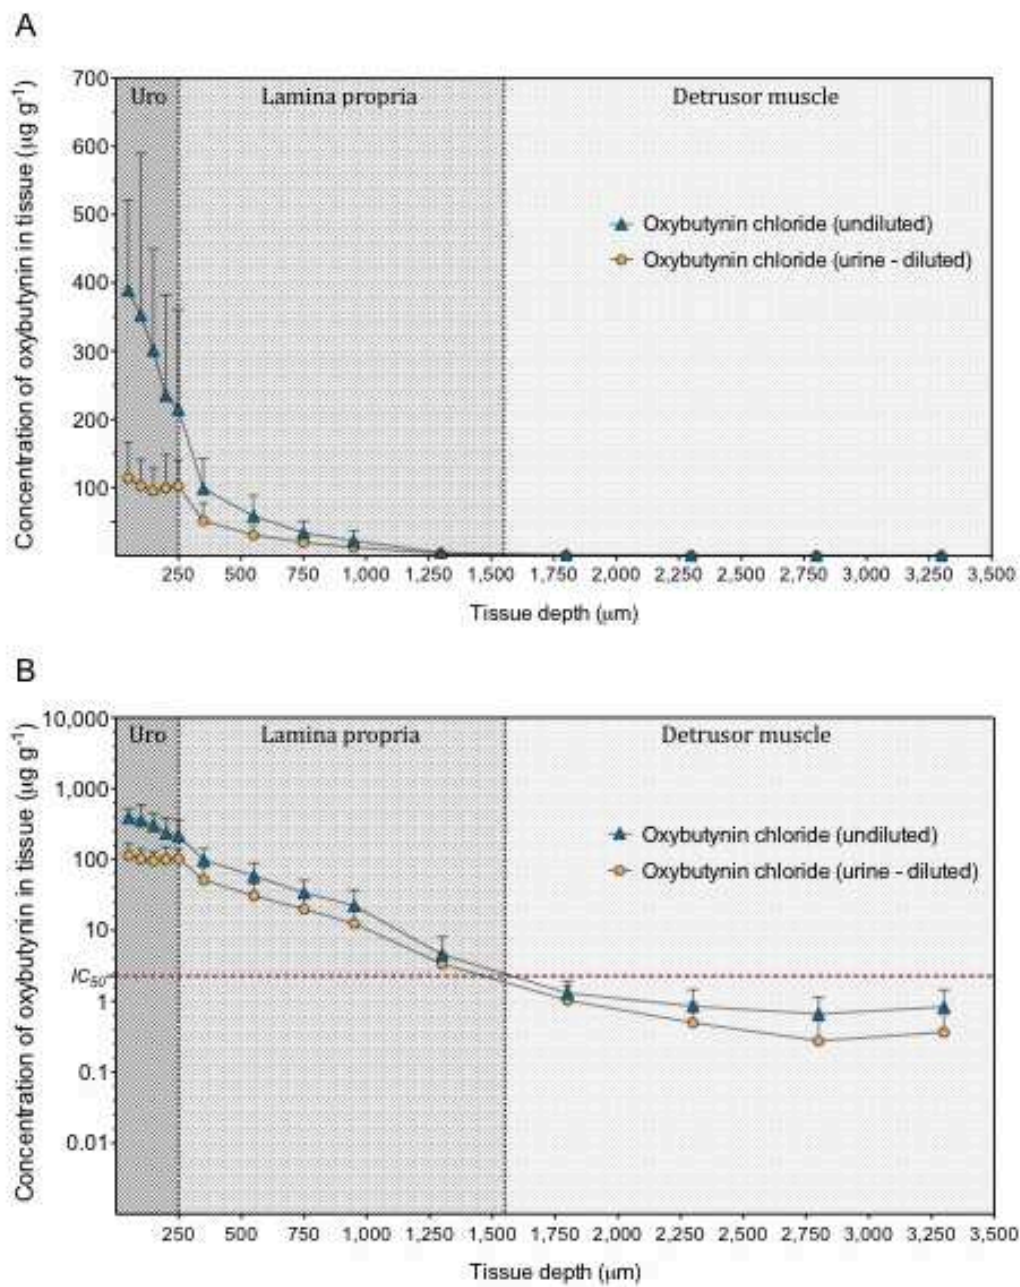 A
Concentration of oxybutynin in tissue (µg g⁻¹)
700
600
500
400
300
200
100
Uro
Lamina propria
Detrusor muscle
Oxybutynin chloride (undiluted)
Oxybutynin chloride (urine - diluted)
250 500 750 1,000 1,250 1,500 1,750 2,000 2,250 2,500 2,750 3,000 3,250 3,500
Tissue depth (µm)
B
Concentration of oxybutynin in tissue (µg g⁻¹)
10,000
1,000
100
10
IC₅₀
1
0.1
0.01
Uro
Lamina propria
Detrusor muscle
Oxybutynin chloride (undiluted)
Oxybutynin chloride (urine - diluted)
250 500 750 1,000 1,250 1,500 1,750 2,000 2,250 2,500 2,750 3,000 3,250 3,500
Tissue depth (µm)